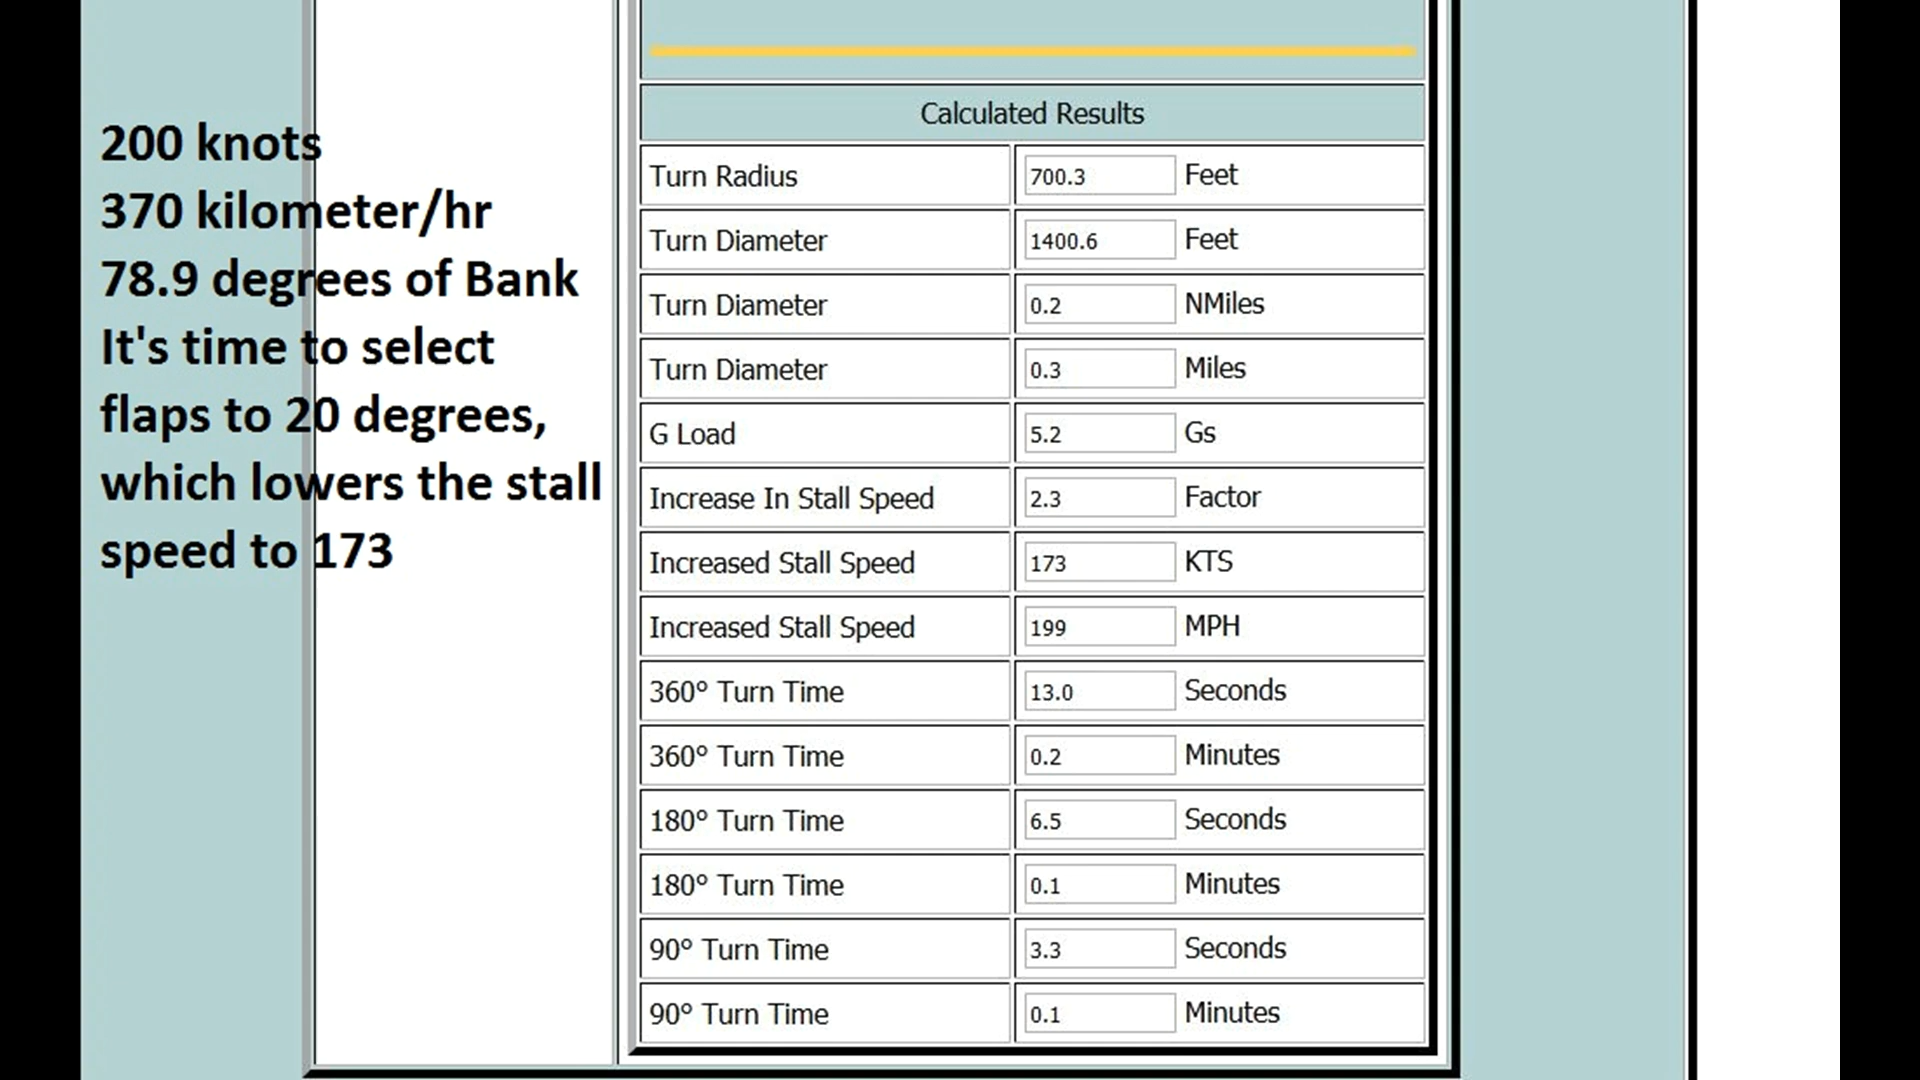 200 knots
370 kilometer/hr
78.9 degrees of Bank
It's time to select
flaps to 20 degrees,
which lowers the stall
speed to 173
Calculated Results
Turn Radius 700.3 Feet
Turn Diameter 1400.6 Feet
Turn Diameter 0.2 NMiles
Turn Diameter 0.3 Miles
G Load 5.2 Gs
Increase In Stall Speed 2.3 Factor
Increased Stall Speed 173 KTS
Increased Stall Speed 199 MPH
360° Turn Time 13.0 Seconds
360° Turn Time 0.2 Minutes
180° Turn Time 6.5 Seconds
180° Turn Time 0.1 Minutes
90° Turn Time 3.3 Seconds
90° Turn Time 0.1 Minutes